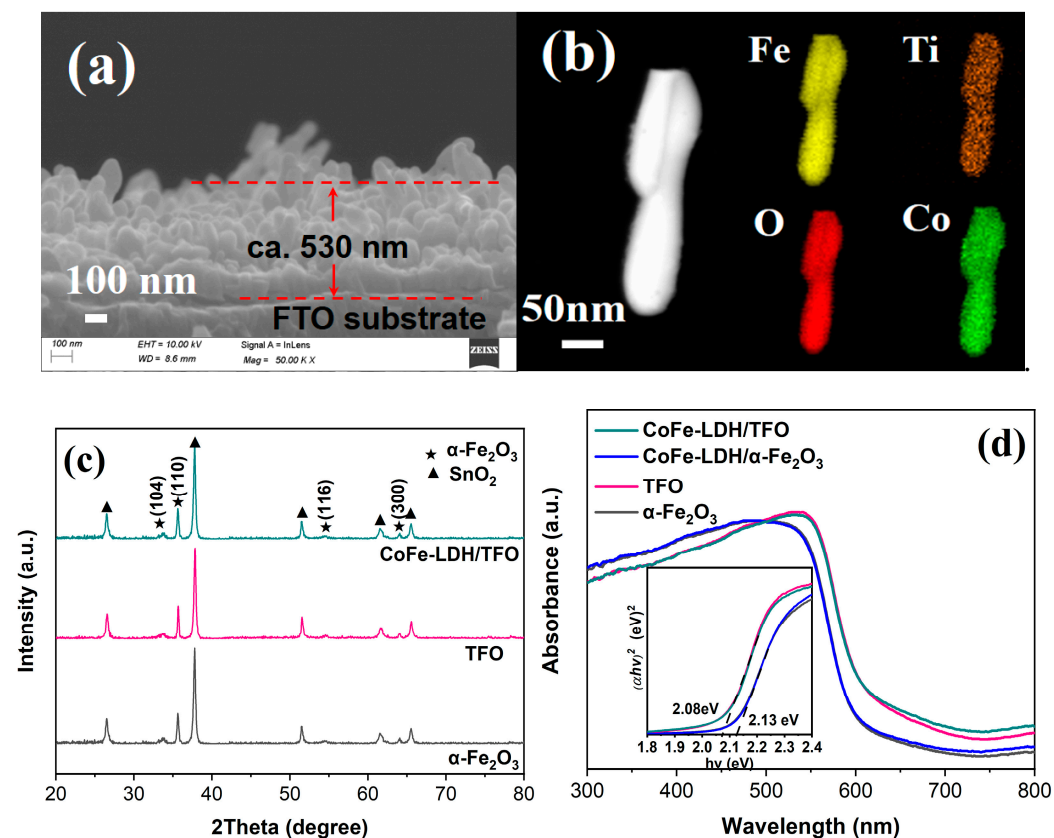 (a)
ca. 530 nm
100 nm
FTO substrate
100 nm
EHT = 10.00 kV
Signal A = InLens
WD = 8.6 mm
Mag = 50.00 K X
ZEISS
(b)
Fe
Ti
O
Co
50nm
.
(c)
★ α-Fe₂O₃
▲ SnO₂
(104)
(110)
(116)
(300)
CoFe-LDH/TFO
TFO
α-Fe₂O₃
Intensity (a.u.)
20 30 40 50 60 70 80
2Theta (degree)
(d)
CoFe-LDH/TFO
CoFe-LDH/α-Fe₂O₃
TFO
α-Fe₂O₃
Absorbance (a.u.)
(αhν)² (eV)²
2.08eV
2.13 eV
1.8 1.9 2.0 2.1 2.2 2.3 2.4
hν (eV)
300 400 500 600 700 800
Wavelength (nm)